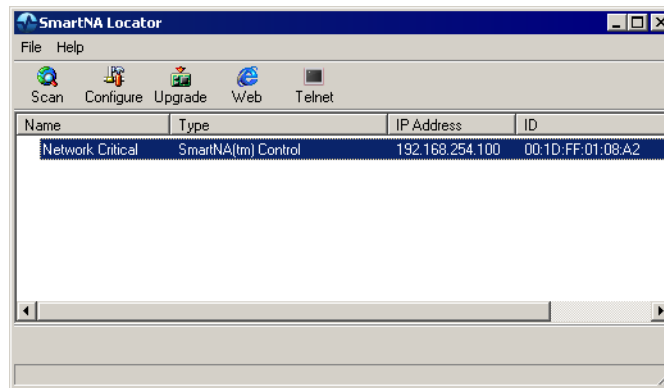 SmartNA Locator
File Help
Scan Configure Upgrade Web Telnet
Name Type IP Address ID
Network Critical SmartNA(tm) Control 192.168.254.100 00:1D:FF:01:08:A2